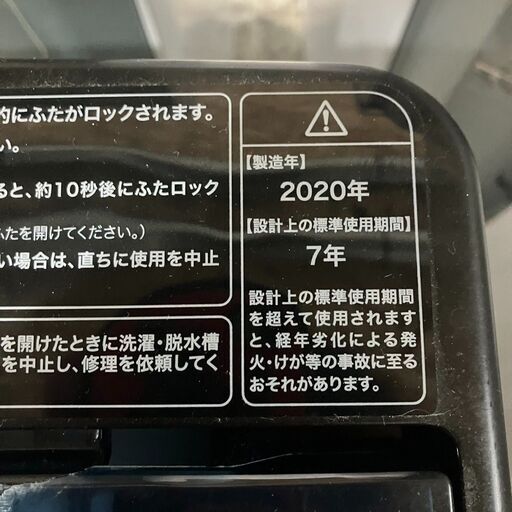 的にふたがロックされます。
い。
ると、約10秒後にふたロック
ふたを開けてください。）
い場合は、直ちに使用を中止
を開けたときに洗濯・脱水槽
を中止し、修理を依頼してく
【製造年】
2020年
【設計上の標準使用期間】
7年
設計上の標準使用期間
を超えて使用されます
と、経年劣化による発
火・けが等の事故に至る
おそれがあります。